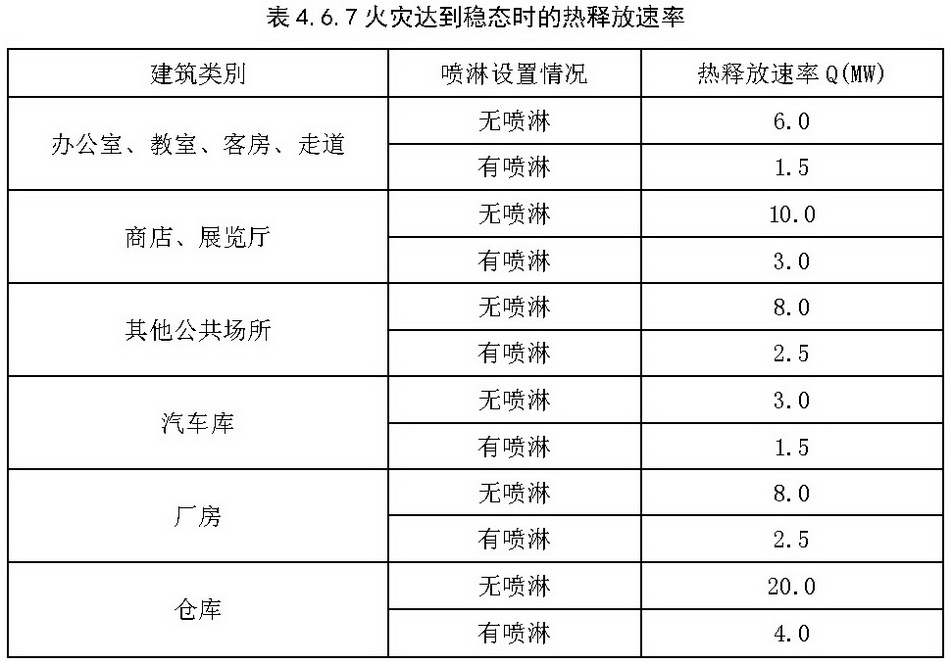 表4.6.7火灾达到稳态时的热释放速率
建筑类别 喷淋设置情况 热释放速率Q(MW)
办公室、教室、客房、走道 无喷淋 6.0
有喷淋 1.5
商店、展览厅 无喷淋 10.0
有喷淋 3.0
其他公共场所 无喷淋 8.0
有喷淋 2.5
汽车库 无喷淋 3.0
有喷淋 1.5
厂房 无喷淋 8.0
有喷淋 2.5
仓库 无喷淋 20.0
有喷淋 4.0